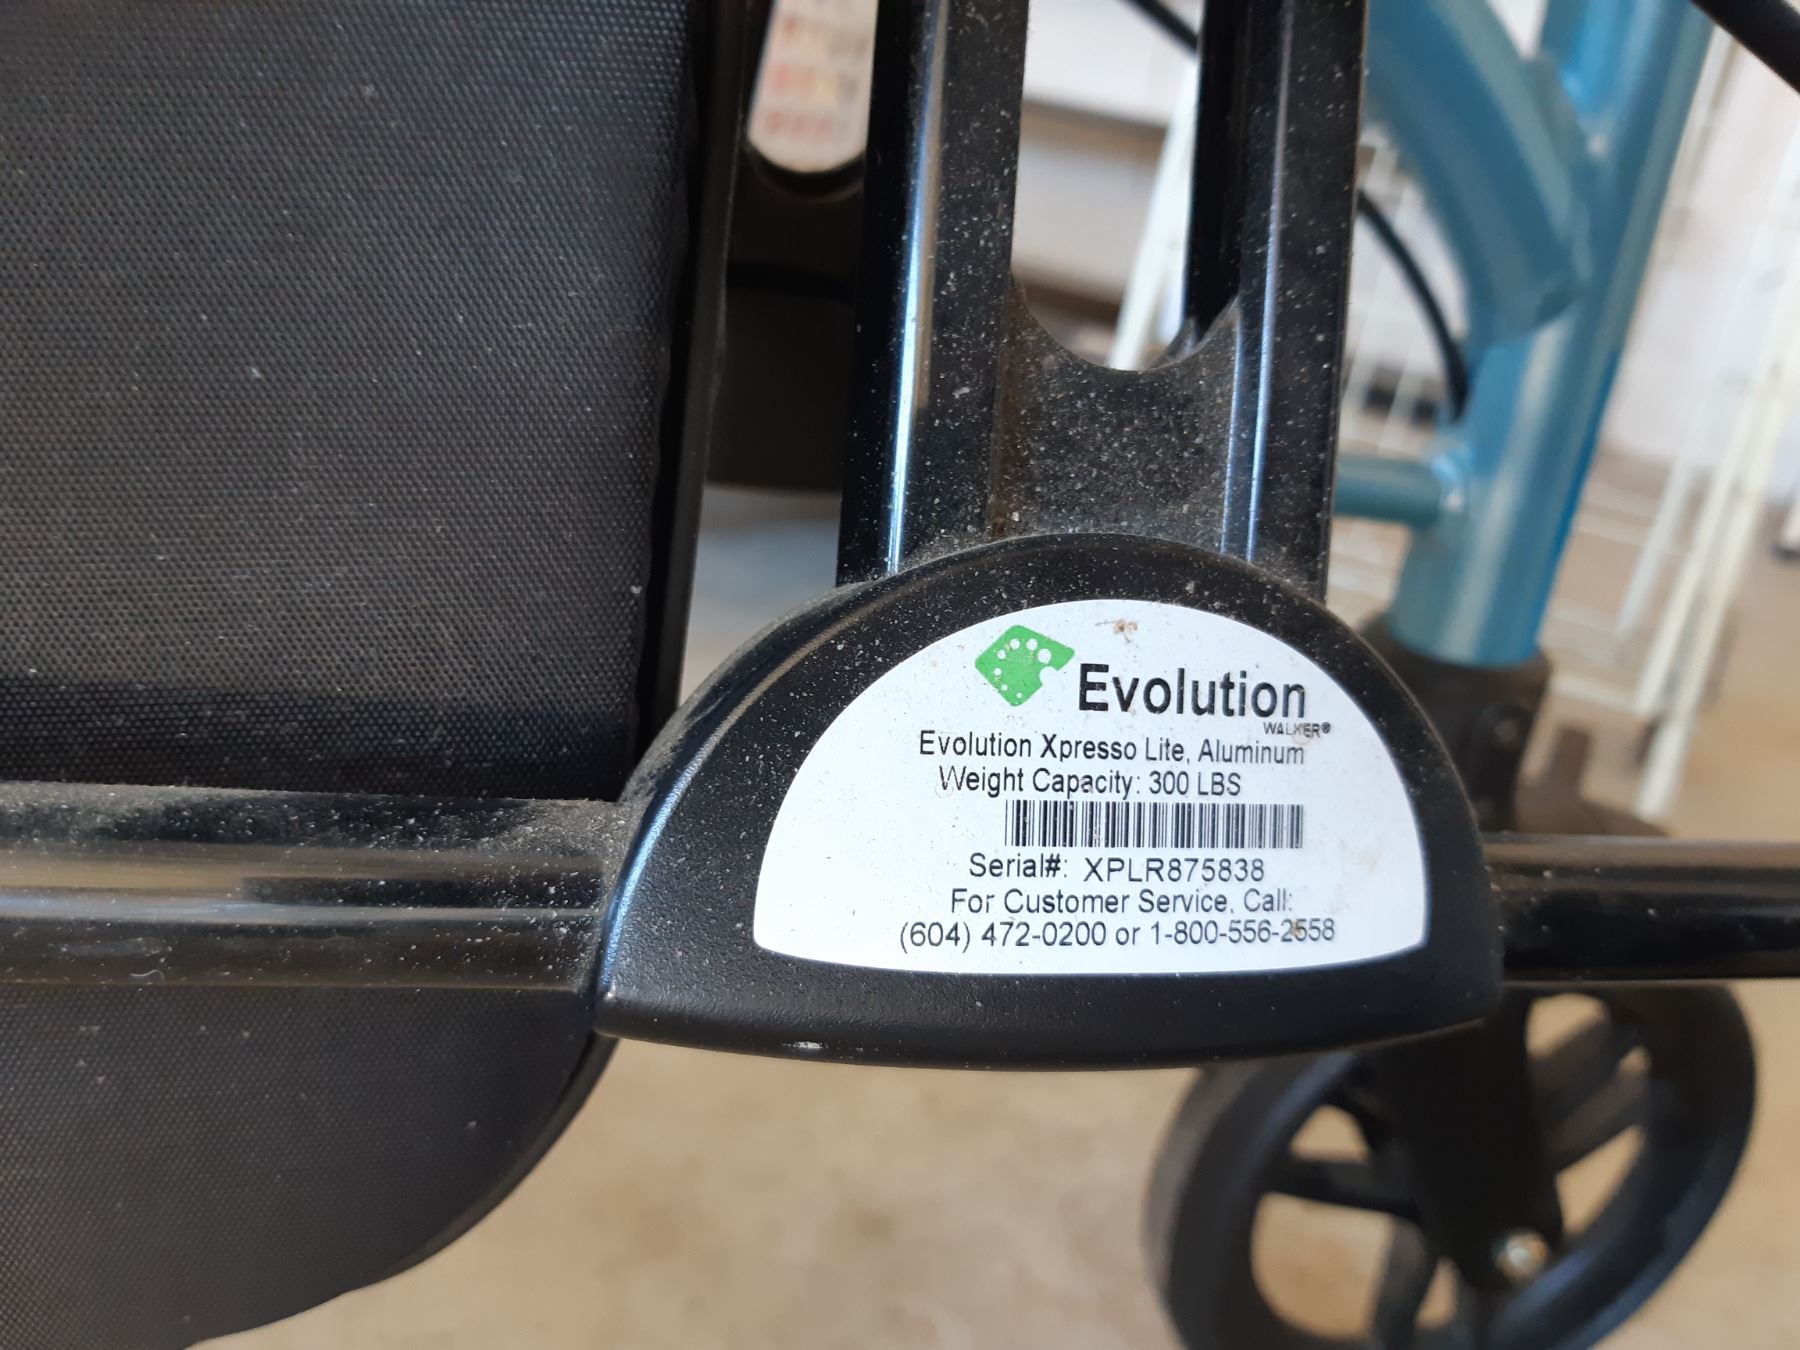 Evolution
WALKER®
Evolution Xpresso Lite, Aluminum
Weight Capacity: 300 LBS
Serial#: XPLR875838
For Customer Service, Call:
(604) 472-0200 or 1-800-556-2558